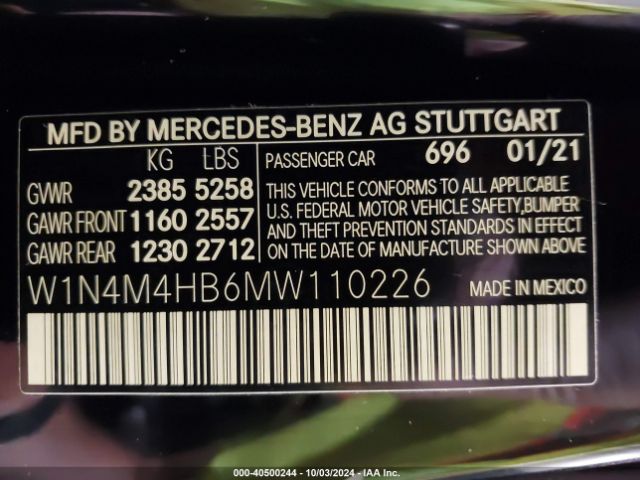 MFD BY MERCEDES-BENZ AG STUTTGART
KG LBS PASSENGER CAR 696 01/21
GVWR 2385 5258 THIS VEHICLE CONFORMS TO ALL APPLICABLE
GAWR FRONT 1160 2557 U.S. FEDERAL MOTOR VEHICLE SAFETY,BUMPER
GAWR REAR 1230 2712 AND THEFT PREVENTION STANDARDS IN EFFECT
ON THE DATE OF MANUFACTURE SHOWN ABOVE
W1N4M4HB6MW110226 MADE IN MEXICO
000-40500244 | 10/03/2024 - IAA Inc.